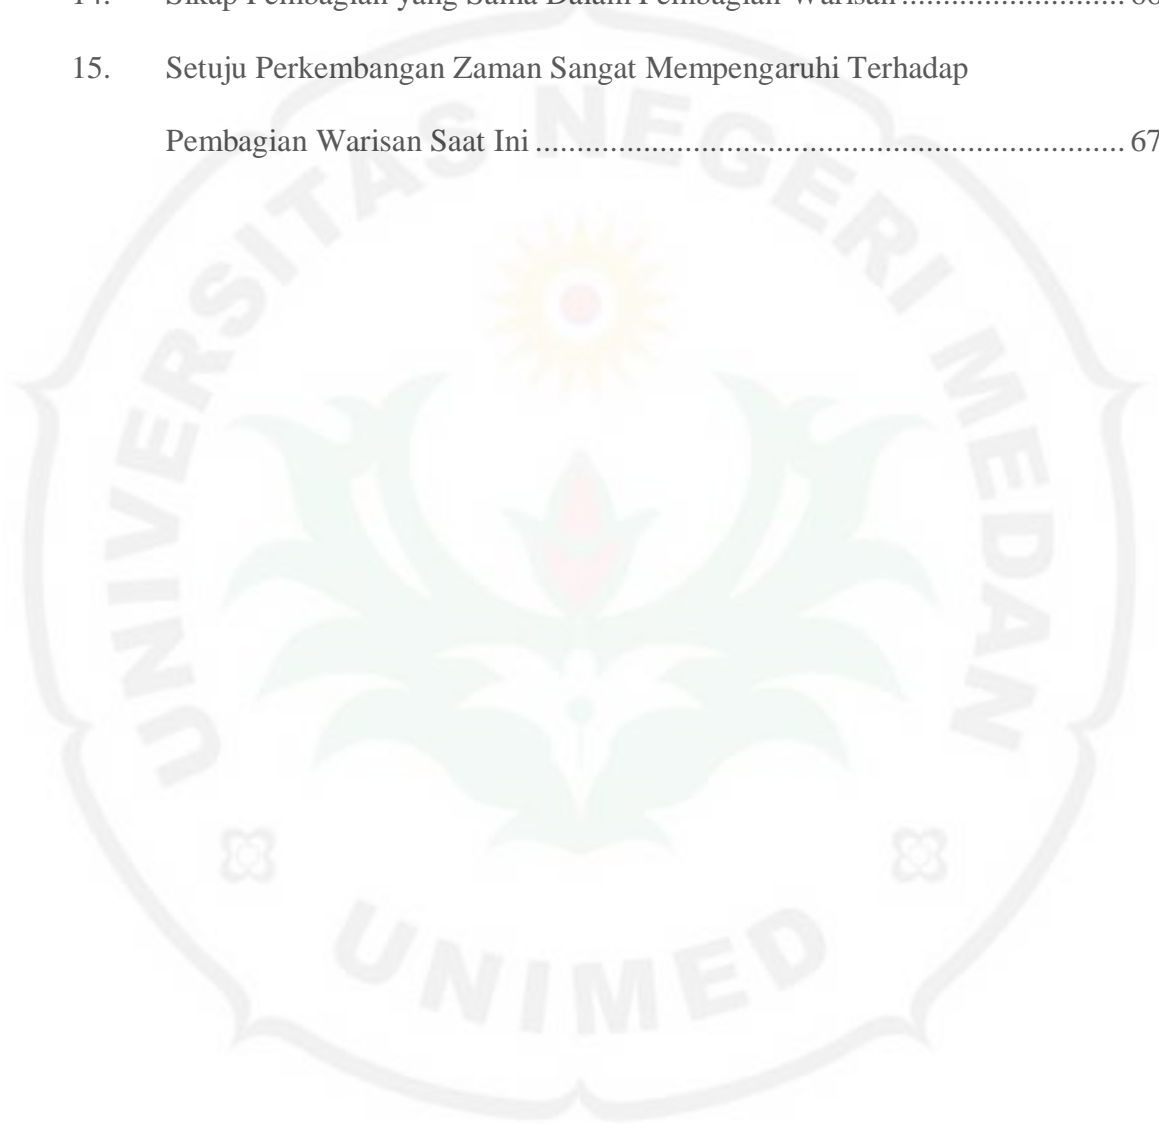 14. Sikap Pembagian yang Sama Dalam Pembagian Warisan ........................... 66
15. Setuju Perkembangan Zaman Sangat Mempengaruhi Terhadap
Pembagian Warisan Saat Ini ....................................................................... 67
UNIVERSITAS NEGERI MEDAN
UNIMED